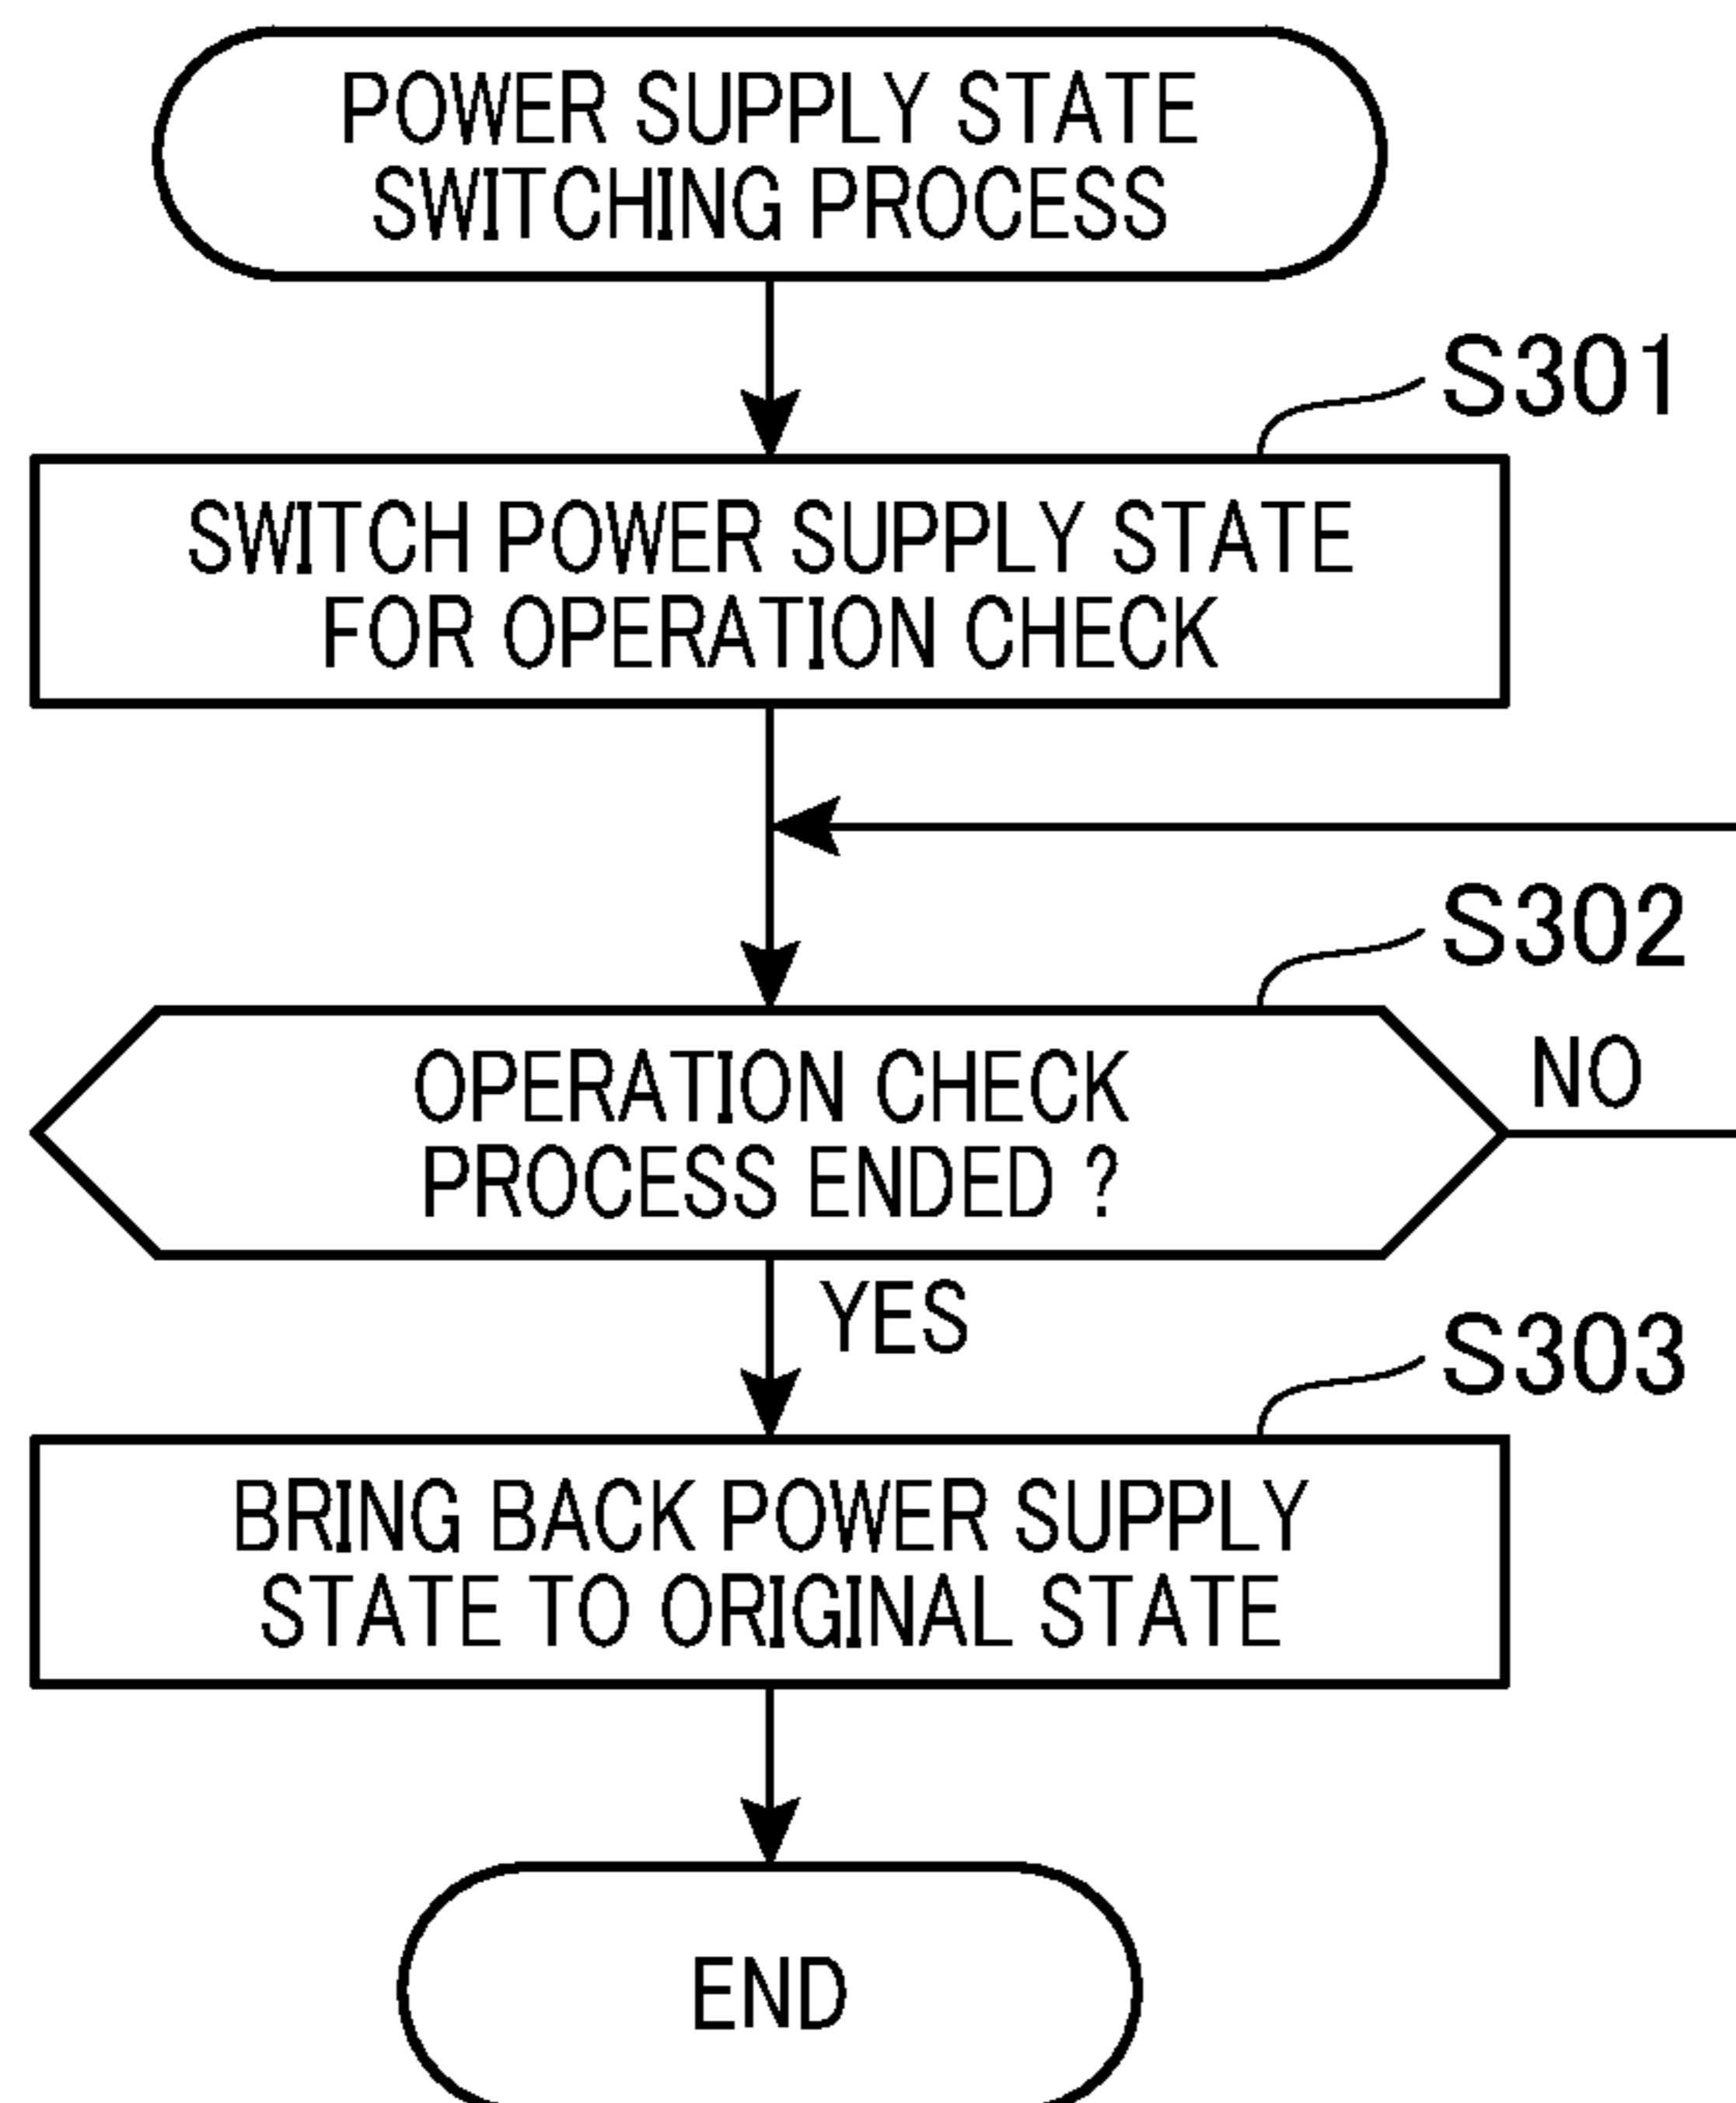 POWER SUPPLY STATE
SWITCHING PROCESS
S301
SWITCH POWER SUPPLY STATE
FOR OPERATION CHECK
S302
OPERATION CHECK
PROCESS ENDED ?
NO
YES
S303
BRING BACK POWER SUPPLY
STATE TO ORIGINAL STATE
END